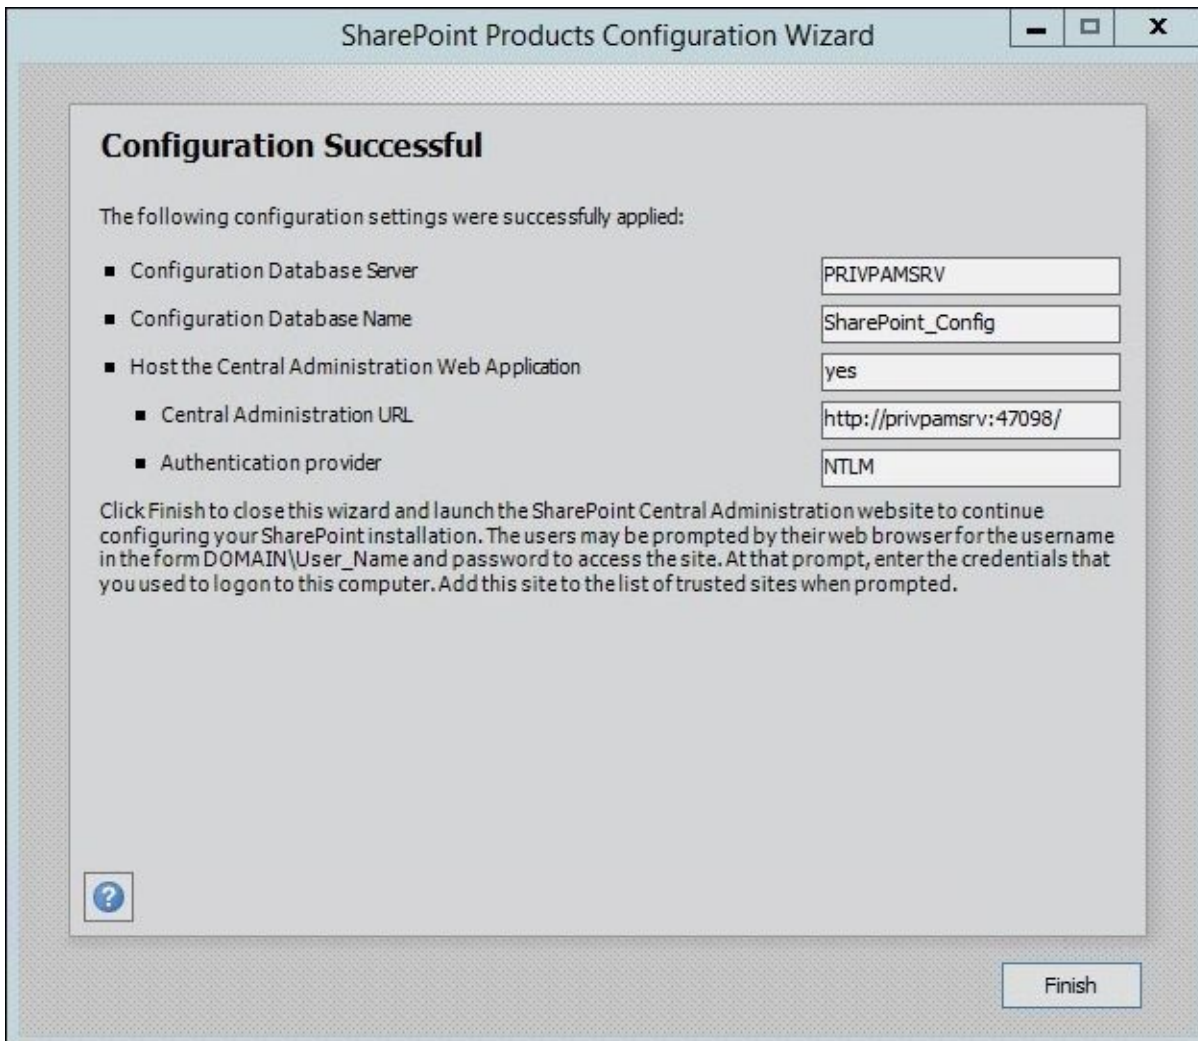 SharePoint Products Configuration Wizard
Configuration Successful
The following configuration settings were successfully applied:
Configuration Database Server PRIVPAMSRV
Configuration Database Name SharePoint_Config
Host the Central Administration Web Application yes
Central Administration URL http://privpamsrv:47098/
Authentication provider NTLM
Click Finish to close this wizard and launch the SharePoint Central Administration website to continue
configuring your SharePoint installation. The users may be prompted by their web browser for the username
in the form DOMAIN\User_Name and password to access the site. At that prompt, enter the credentials that
you used to logon to this computer. Add this site to the list of trusted sites when prompted.
Finish